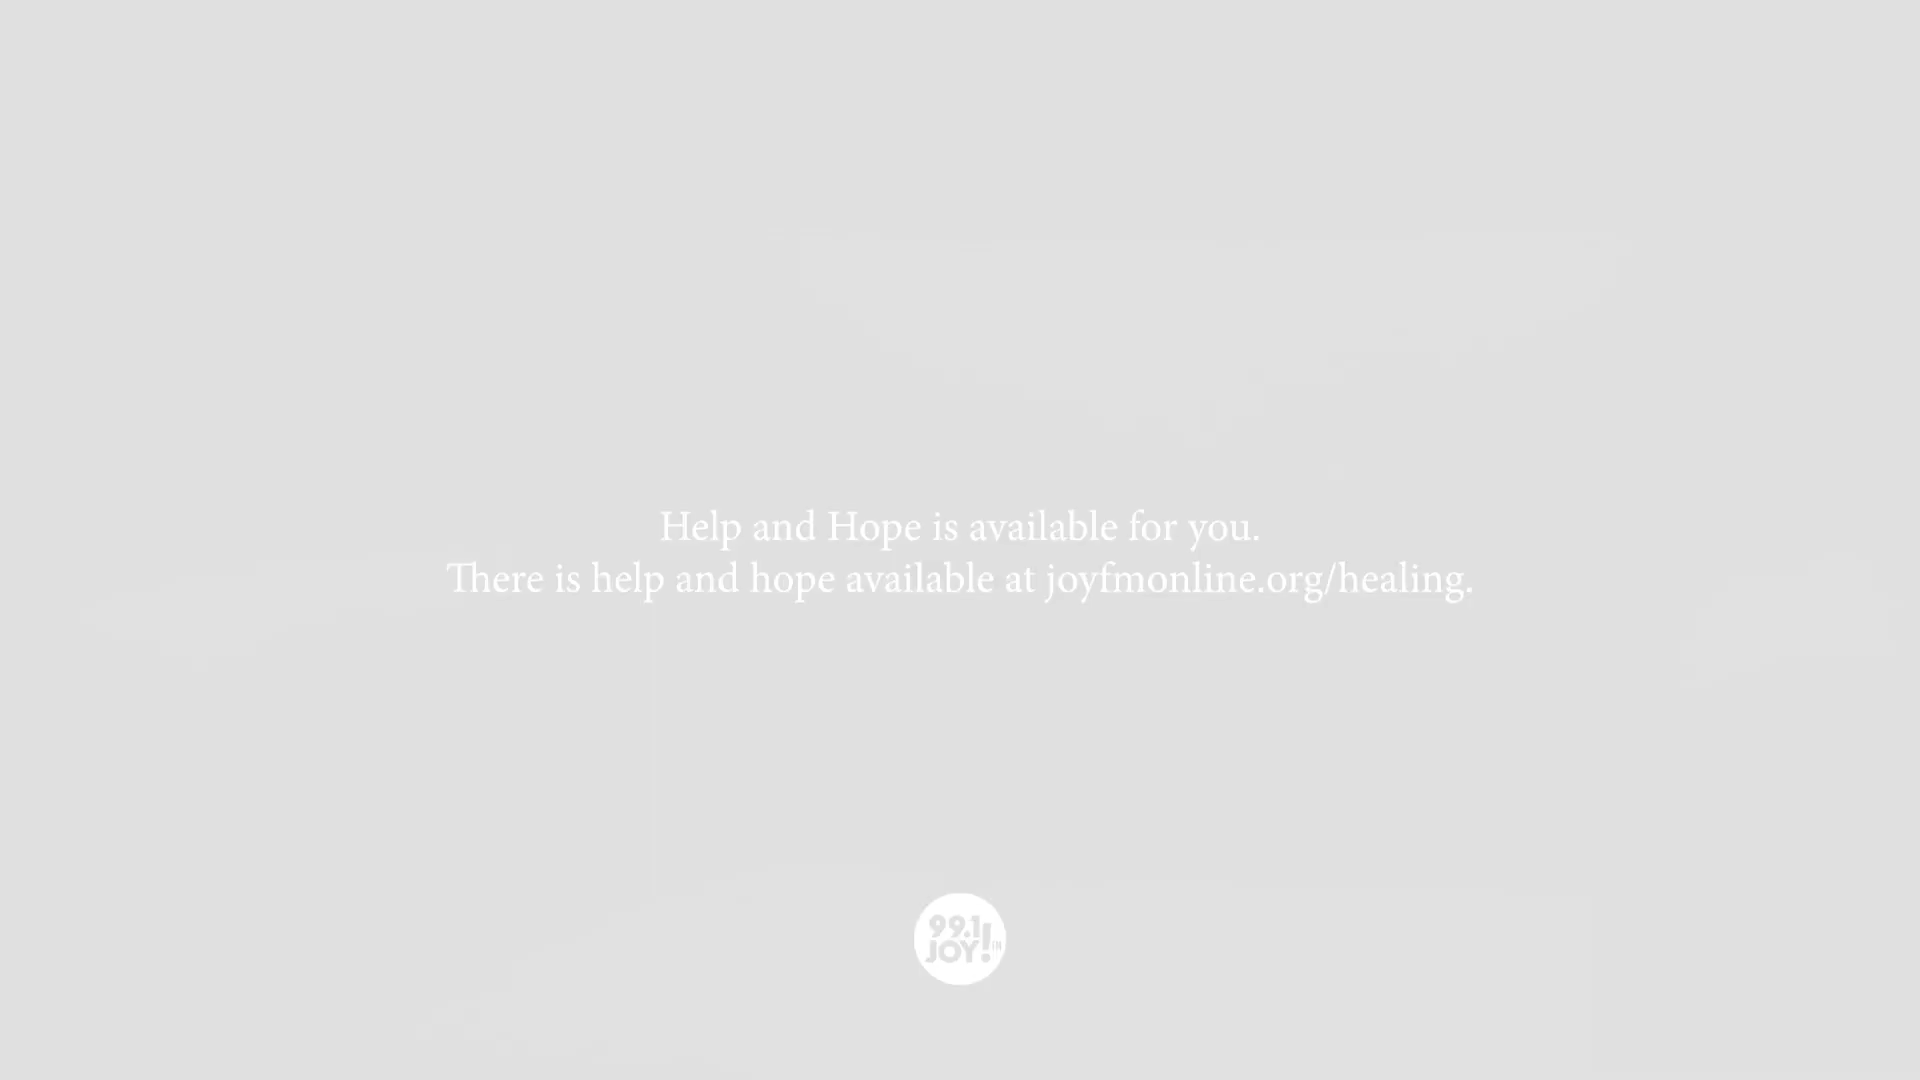 Help and Hope is available for you.
There is help and hope available at joyfmonline.org/healing.
99.1
JOY! FM